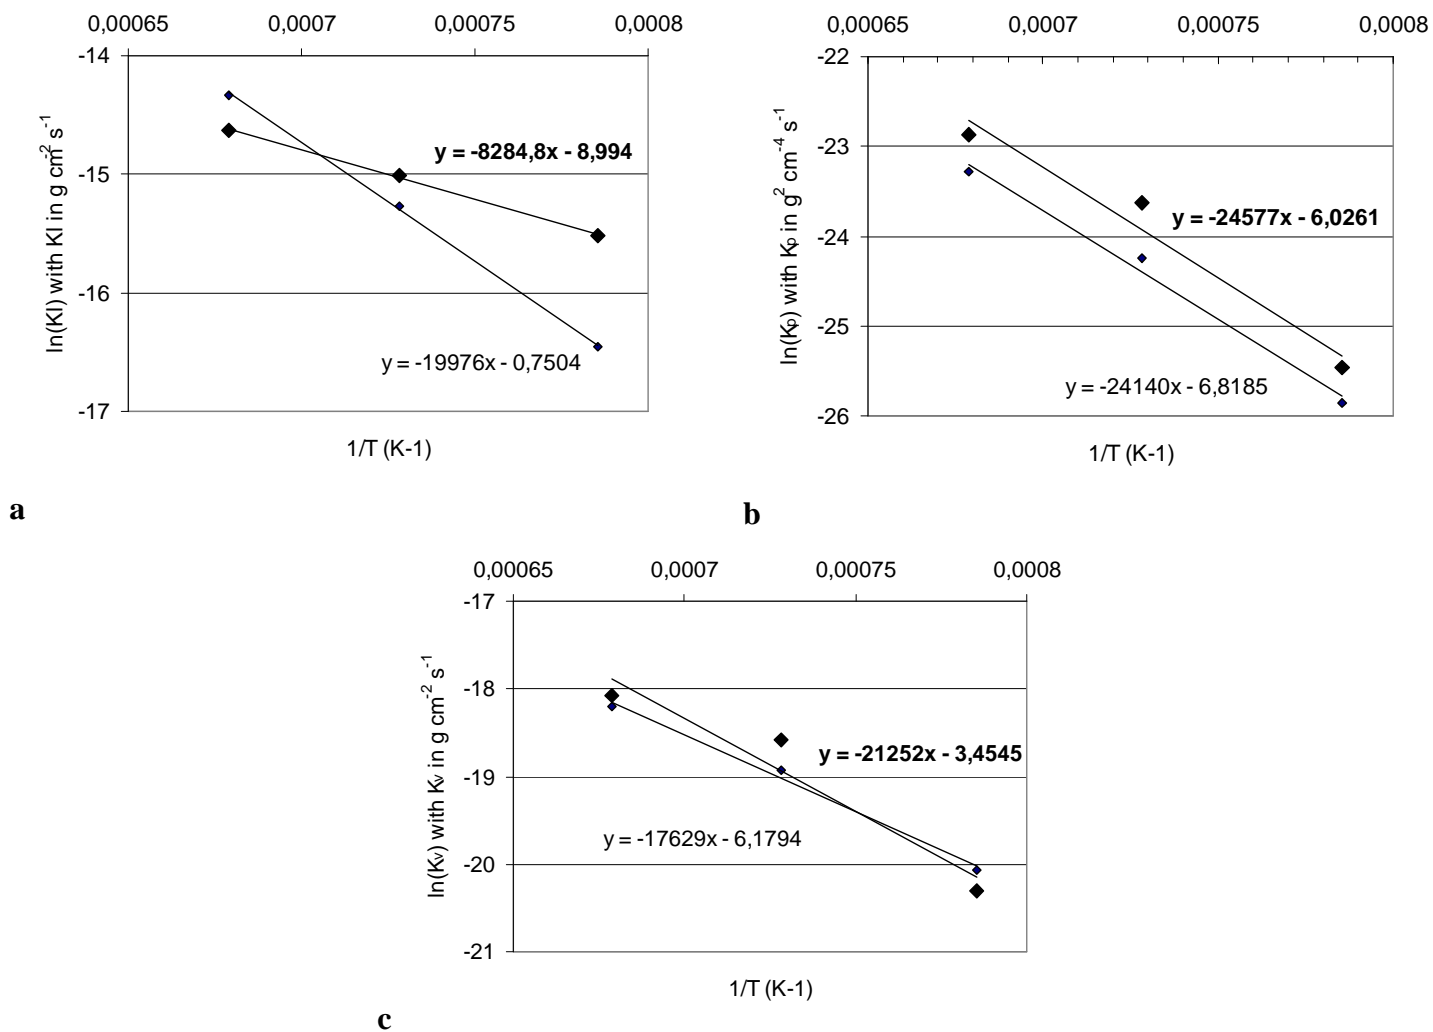 0,00065 0,0007 0,00075 0,0008
-14
-15
-16
-17
ln(Kl) with Kl in g cm-2 s-1
y = -8284,8x - 8,994
y = -19976x - 0,7504
1/T (K-1)
a
0,00065 0,0007 0,00075 0,0008
-22
-23
-24
-25
-26
ln(Kp) with Kp in g2 cm-4 s-1
y = -24577x - 6,0261
y = -24140x - 6,8185
1/T (K-1)
b
0,00065 0,0007 0,00075 0,0008
-17
-18
-19
-20
-21
ln(Kv) with Kv in g cm-2 s-1
y = -21252x - 3,4545
y = -17629x - 6,1794
1/T (K-1)
c